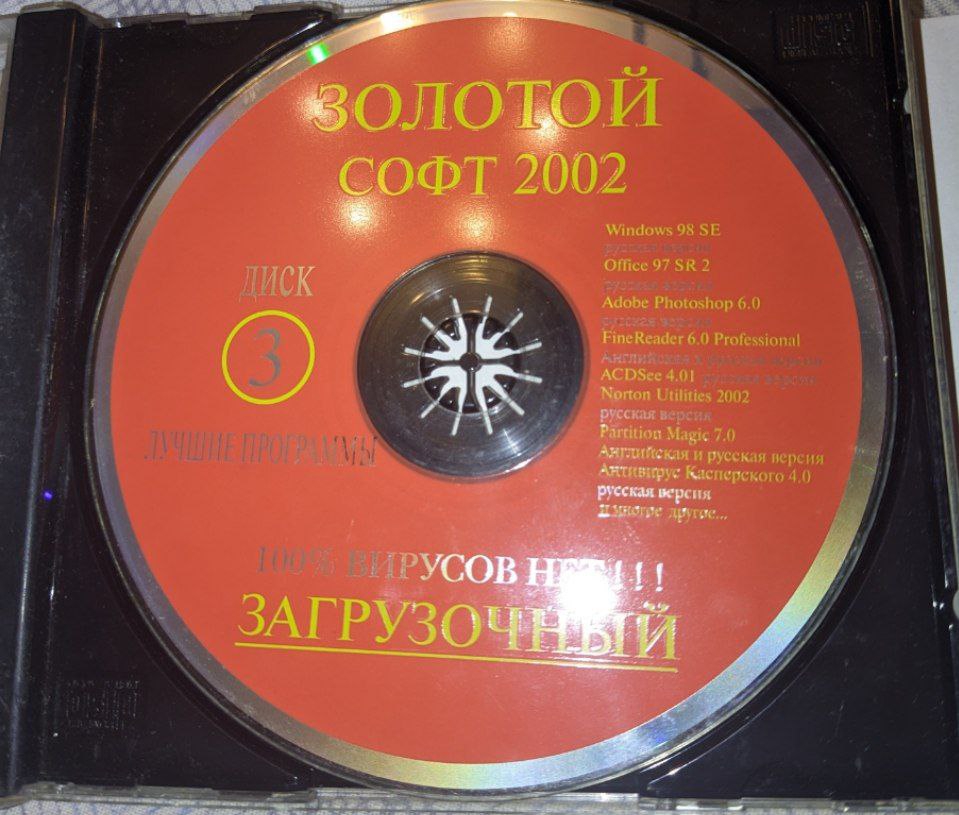 ЗОЛОТОЙ
СОФТ 2002
ДИСК
3
ЛУЧШИЕ ПРОГРАММЫ
Windows 98 SE
русская версия
Office 97 SR 2
русская версия
Adobe Photoshop 6.0
русская версия
FineReader 6.0 Professional
Английская и русская версии
ACDSee 4.01 русская версия
Norton Utilities 2002
русская версия
Partition Magic 7.0
Английская и русская версия
Антивирус Касперского 4.0
русская версия
и многое другое...
100% ВИРУСОВ НЕТ!!!
ЗАГРУЗОЧНЫЙ